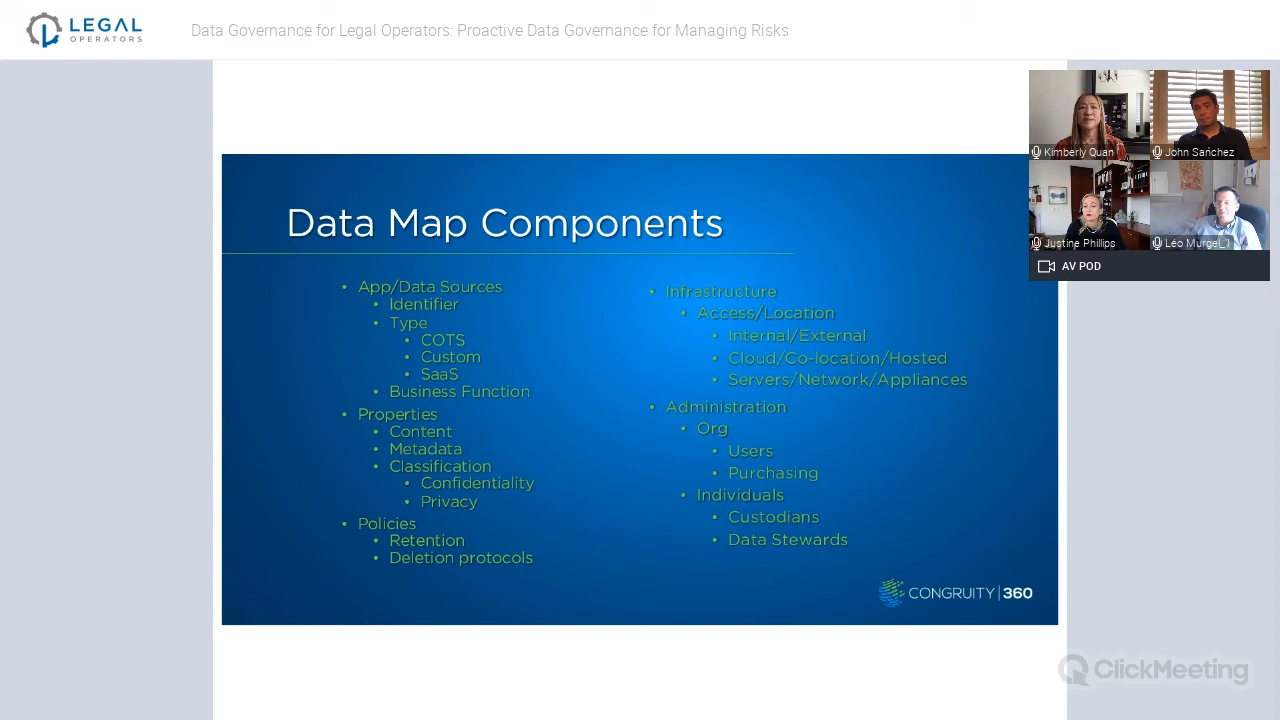 LEGAL
OPERATORS
Data Governance for Legal Operators: Proactive Data Governance for Managing Risks
Kimberly Quan
John Sanchez
Justine Phillips
Léo Murgel_1
AV POD
Data Map Components
• App/Data Sources
• Identifier
• Type
• COTS
• Custom
• SaaS
• Business Function
• Properties
• Content
• Metadata
• Classification
• Confidentiality
• Privacy
• Policies
• Retention
• Deletion protocols
• Infrastructure
• Access/Location
• Internal/External
• Cloud/Co-location/Hosted
• Servers/Network/Appliances
• Administration
• Org
• Users
• Purchasing
• Individuals
• Custodians
• Data Stewards
CONGRUITY|360
ClickMeeting